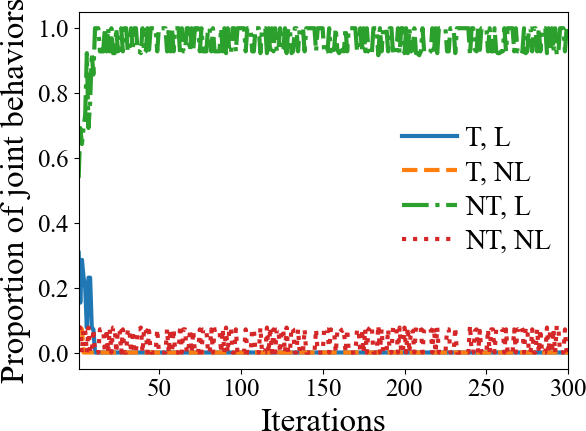 Proportion of joint behaviors
1.0
0.8
0.6
0.4
0.2
0.0
T, L
T, NL
NT, L
NT, NL
50 100 150 200 250 300
Iterations